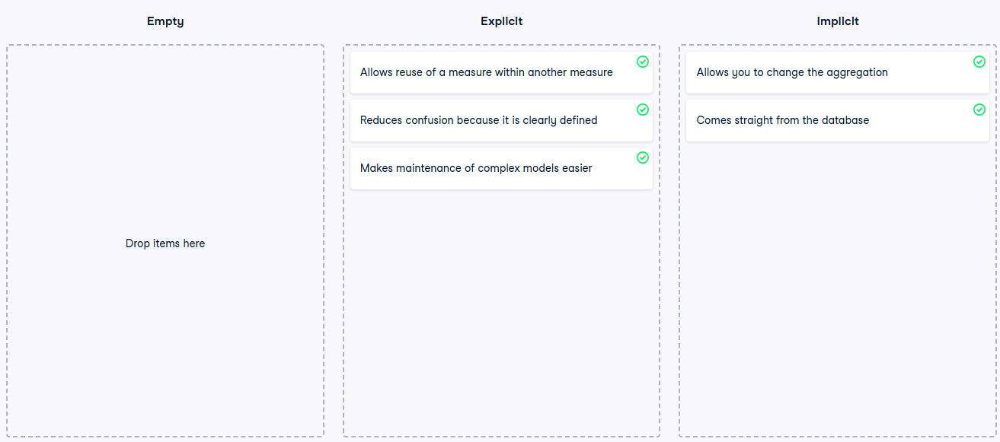 Empty
Explicit
Implicit
Drop items here
Allows reuse of a measure within another measure
Reduces confusion because it is clearly defined
Makes maintenance of complex models easier
Allows you to change the aggregation
Comes straight from the database